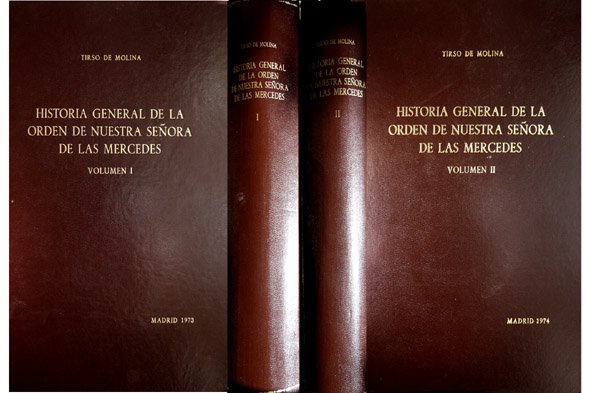 TIRSO DE MOLINA
HISTORIA GENERAL DE LA
ORDEN DE NUESTRA SEÑORA
DE LAS MERCEDES
VOLUMEN I
MADRID 1973
TIRSO DE MOLINA
HISTORIA GENERAL
DE LA ORDEN
DE NUESTRA SEÑORA
DE LAS MERCEDES
I
TIRSO DE MOLINA
HISTORIA GENERAL
DE LA ORDEN
DE NUESTRA SEÑORA
DE LAS MERCEDES
II
TIRSO DE MOLINA
HISTORIA GENERAL DE LA
ORDEN DE NUESTRA SEÑORA
DE LAS MERCEDES
VOLUMEN II
MADRID 1974